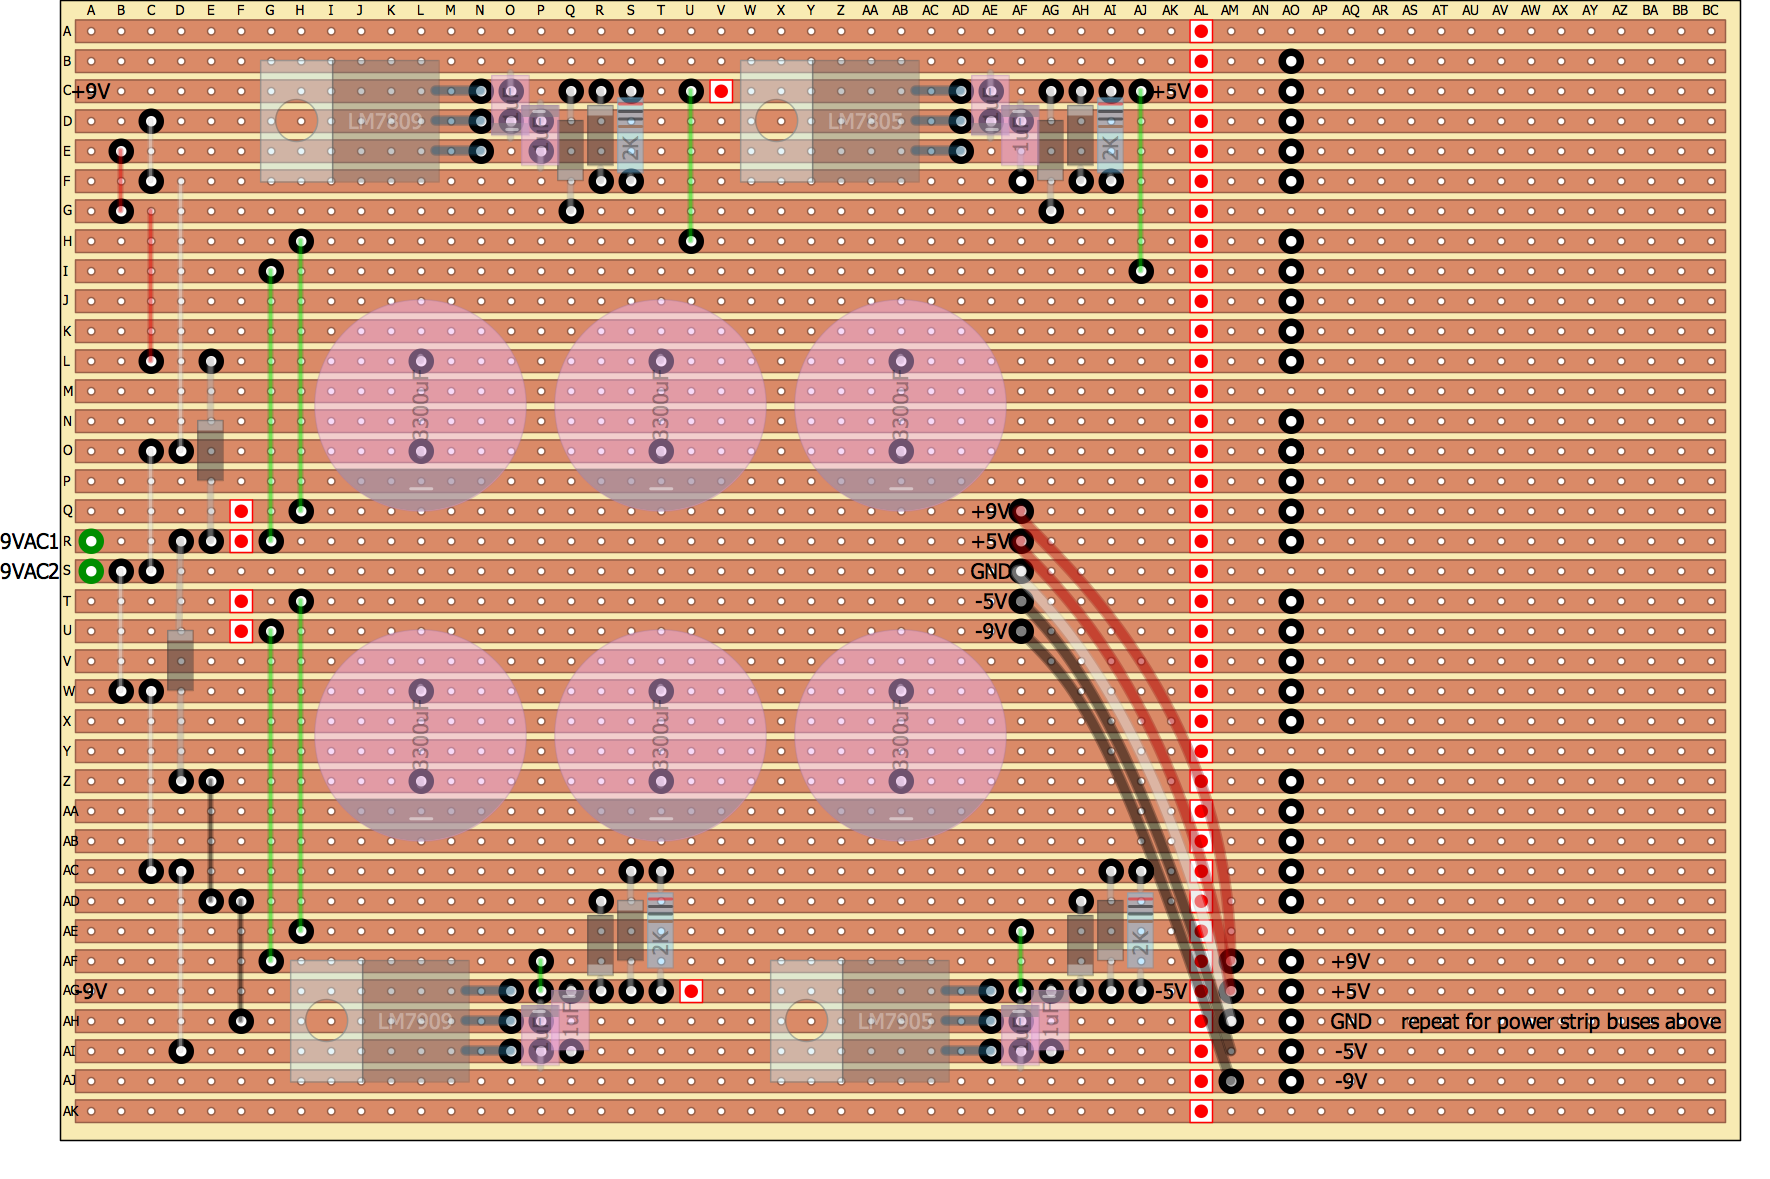 A B C D E F G H I J K L M N O P Q R S T U V W X Y Z AA AB AC AD AE AF AG AH AI AJ AK AL AM AN AO AP AQ AR AS AT AU AV AW AX AY AZ BA BB BC
A
B
C +9V +5V
D LM7809 LM7805
E 2K 2K
F
G
H
I
J
K
L
M
N 3300uF 3300uF 3300uF
O
P
Q +9V
9VAC1 R +5V
9VAC2 S GND
T -5V
U -9V
V
W
X
Y 3300uF 3300uF 3300uF
Z
AA
AB
AC
AD
AE 2K 2K
AF +9V
AG -9V -5V +5V
AH LM7909 1uF LM7905 1uF GND repeat for power strip buses above
AI -5V
AJ -9V
AK